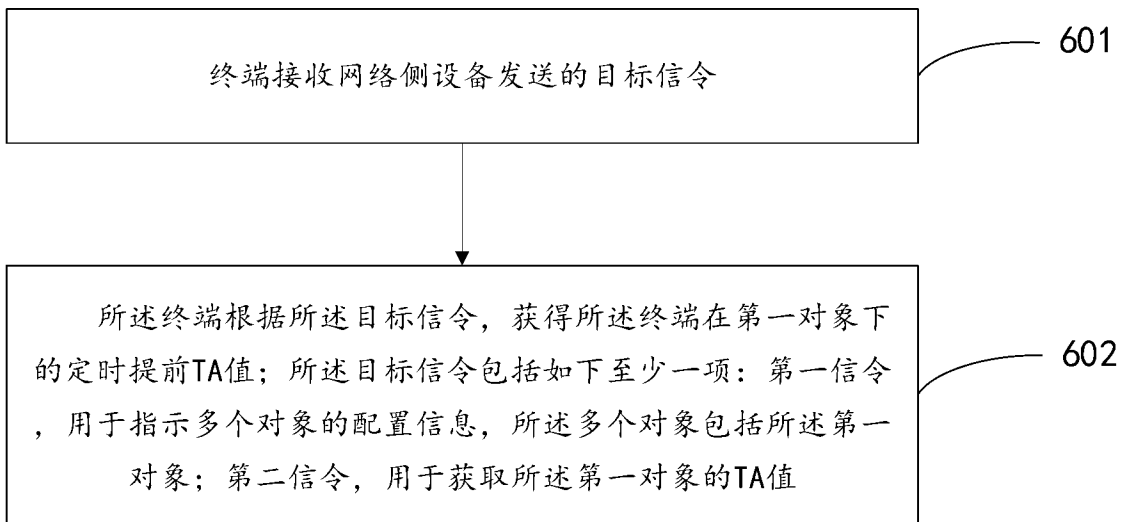 终端接收网络侧设备发送的目标信令
601
所述终端根据所述目标信令，获得所述终端在第一对象下
的定时提前TA值；所述目标信令包括如下至少一项：第一信令
，用于指示多个对象的配置信息，所述多个对象包括所述第一
对象；第二信令，用于获取所述第一对象的TA值
602